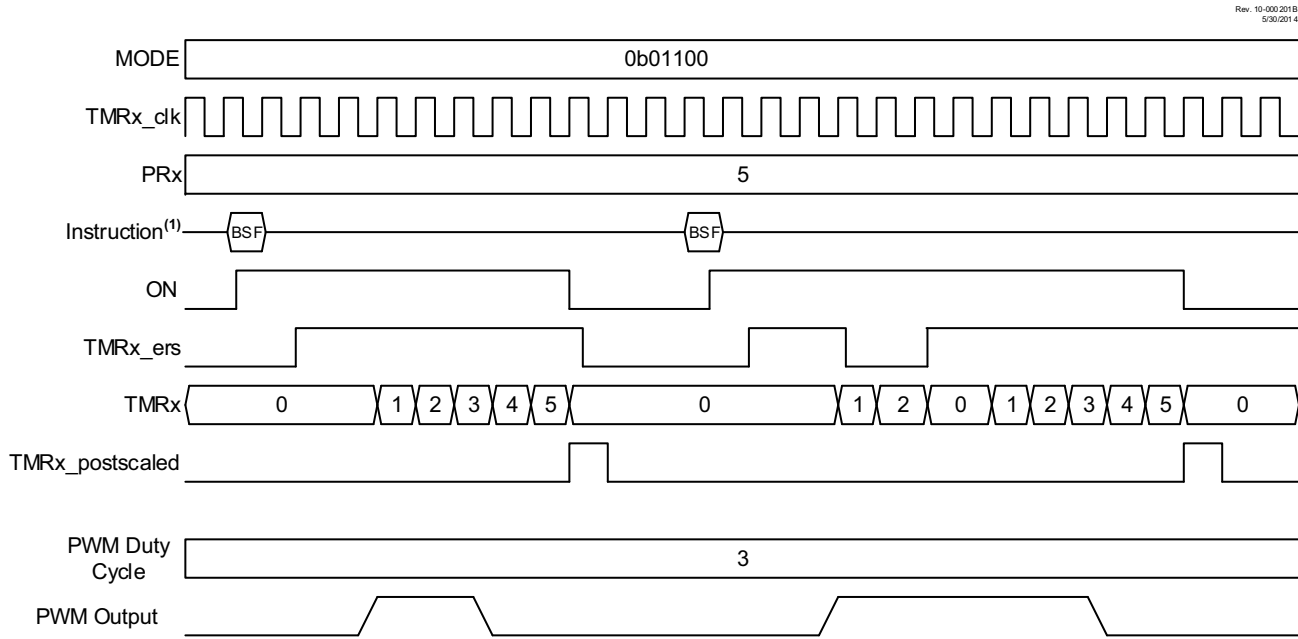 Rev. 10-000201B
5/30/2014
MODE 0b01100
TMRx_clk
PRx 5
Instruction(1) BSF BSF
ON
TMRx_ers
TMRx 0 1 2 3 4 5 0 1 2 0 1 2 3 4 5 0
TMRx_postscaled
PWM Duty
Cycle 3
PWM Output